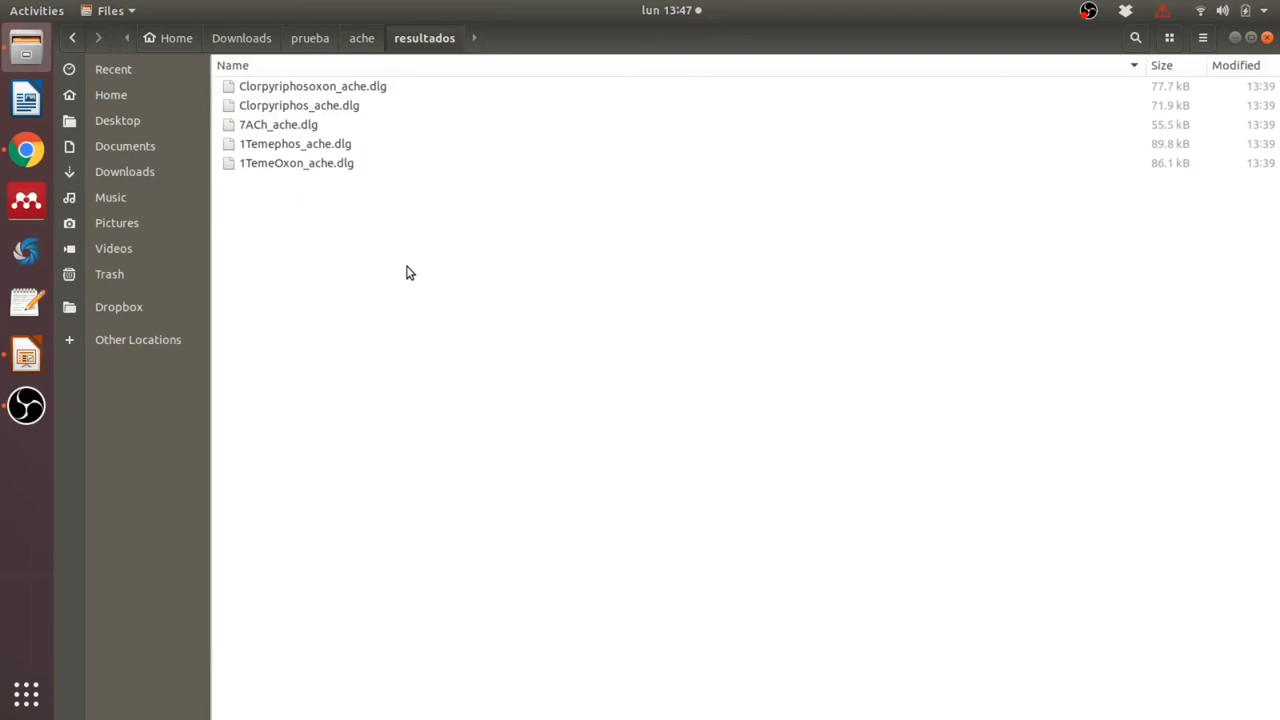 Activities Files lun 13:47
Home Downloads prueba ache resultados
Name Size Modified
Recent
Home
Desktop
Documents
Downloads
Music
Pictures
Videos
Trash
Dropbox
Other Locations
Clorpyriphosoxon_ache.dlg 77.7 kB 13:39
Clorpyriphos_ache.dlg 71.9 kB 13:39
7ACh_ache.dlg 55.5 kB 13:39
1Temephos_ache.dlg 89.8 kB 13:39
1TemeOxon_ache.dlg 86.1 kB 13:39